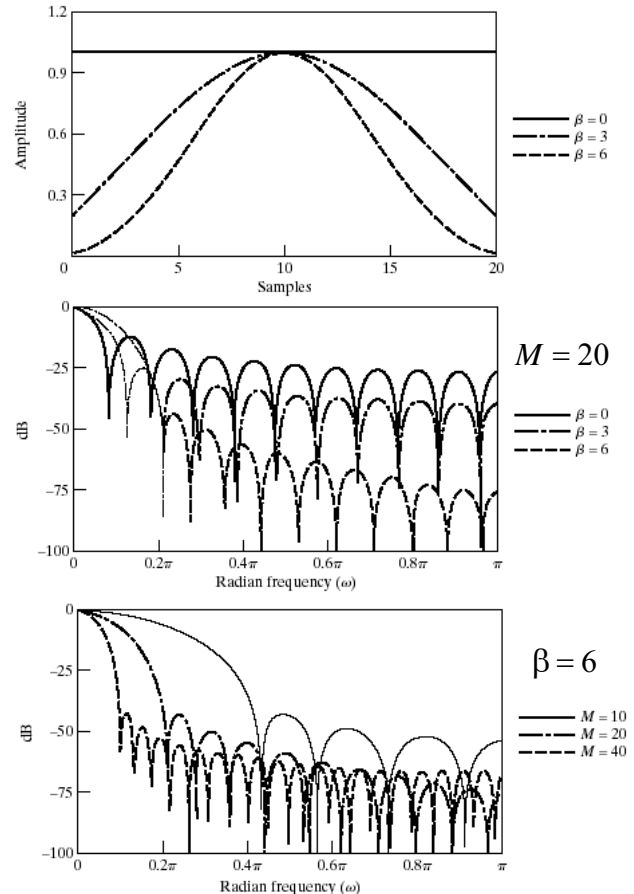 1.2
0.9
0.6
0.3
Amplitude
0 5 10 15 20
Samples
β = 0
β = 3
β = 6
0
−25
−50
−75
−100
dB
0 0.2π 0.4π 0.6π 0.8π π
Radian frequency (ω)
M = 20
β = 0
β = 3
β = 6
0
−25
−50
−75
−100
dB
0 0.2π 0.4π 0.6π 0.8π π
Radian frequency (ω)
β = 6
M = 10
M = 20
M = 40